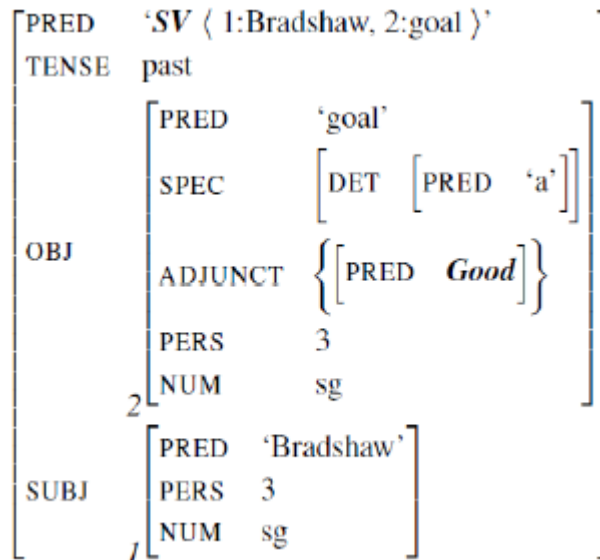 PRED ‘SV ⟨ 1:Bradshaw, 2:goal ⟩’
TENSE past
OBJ
PRED ‘goal’
SPEC [DET [PRED ‘a’]]
ADJUNCT {[PRED Good]}
PERS 3
NUM sg
2
SUBJ
PRED ‘Bradshaw’
PERS 3
NUM sg
1